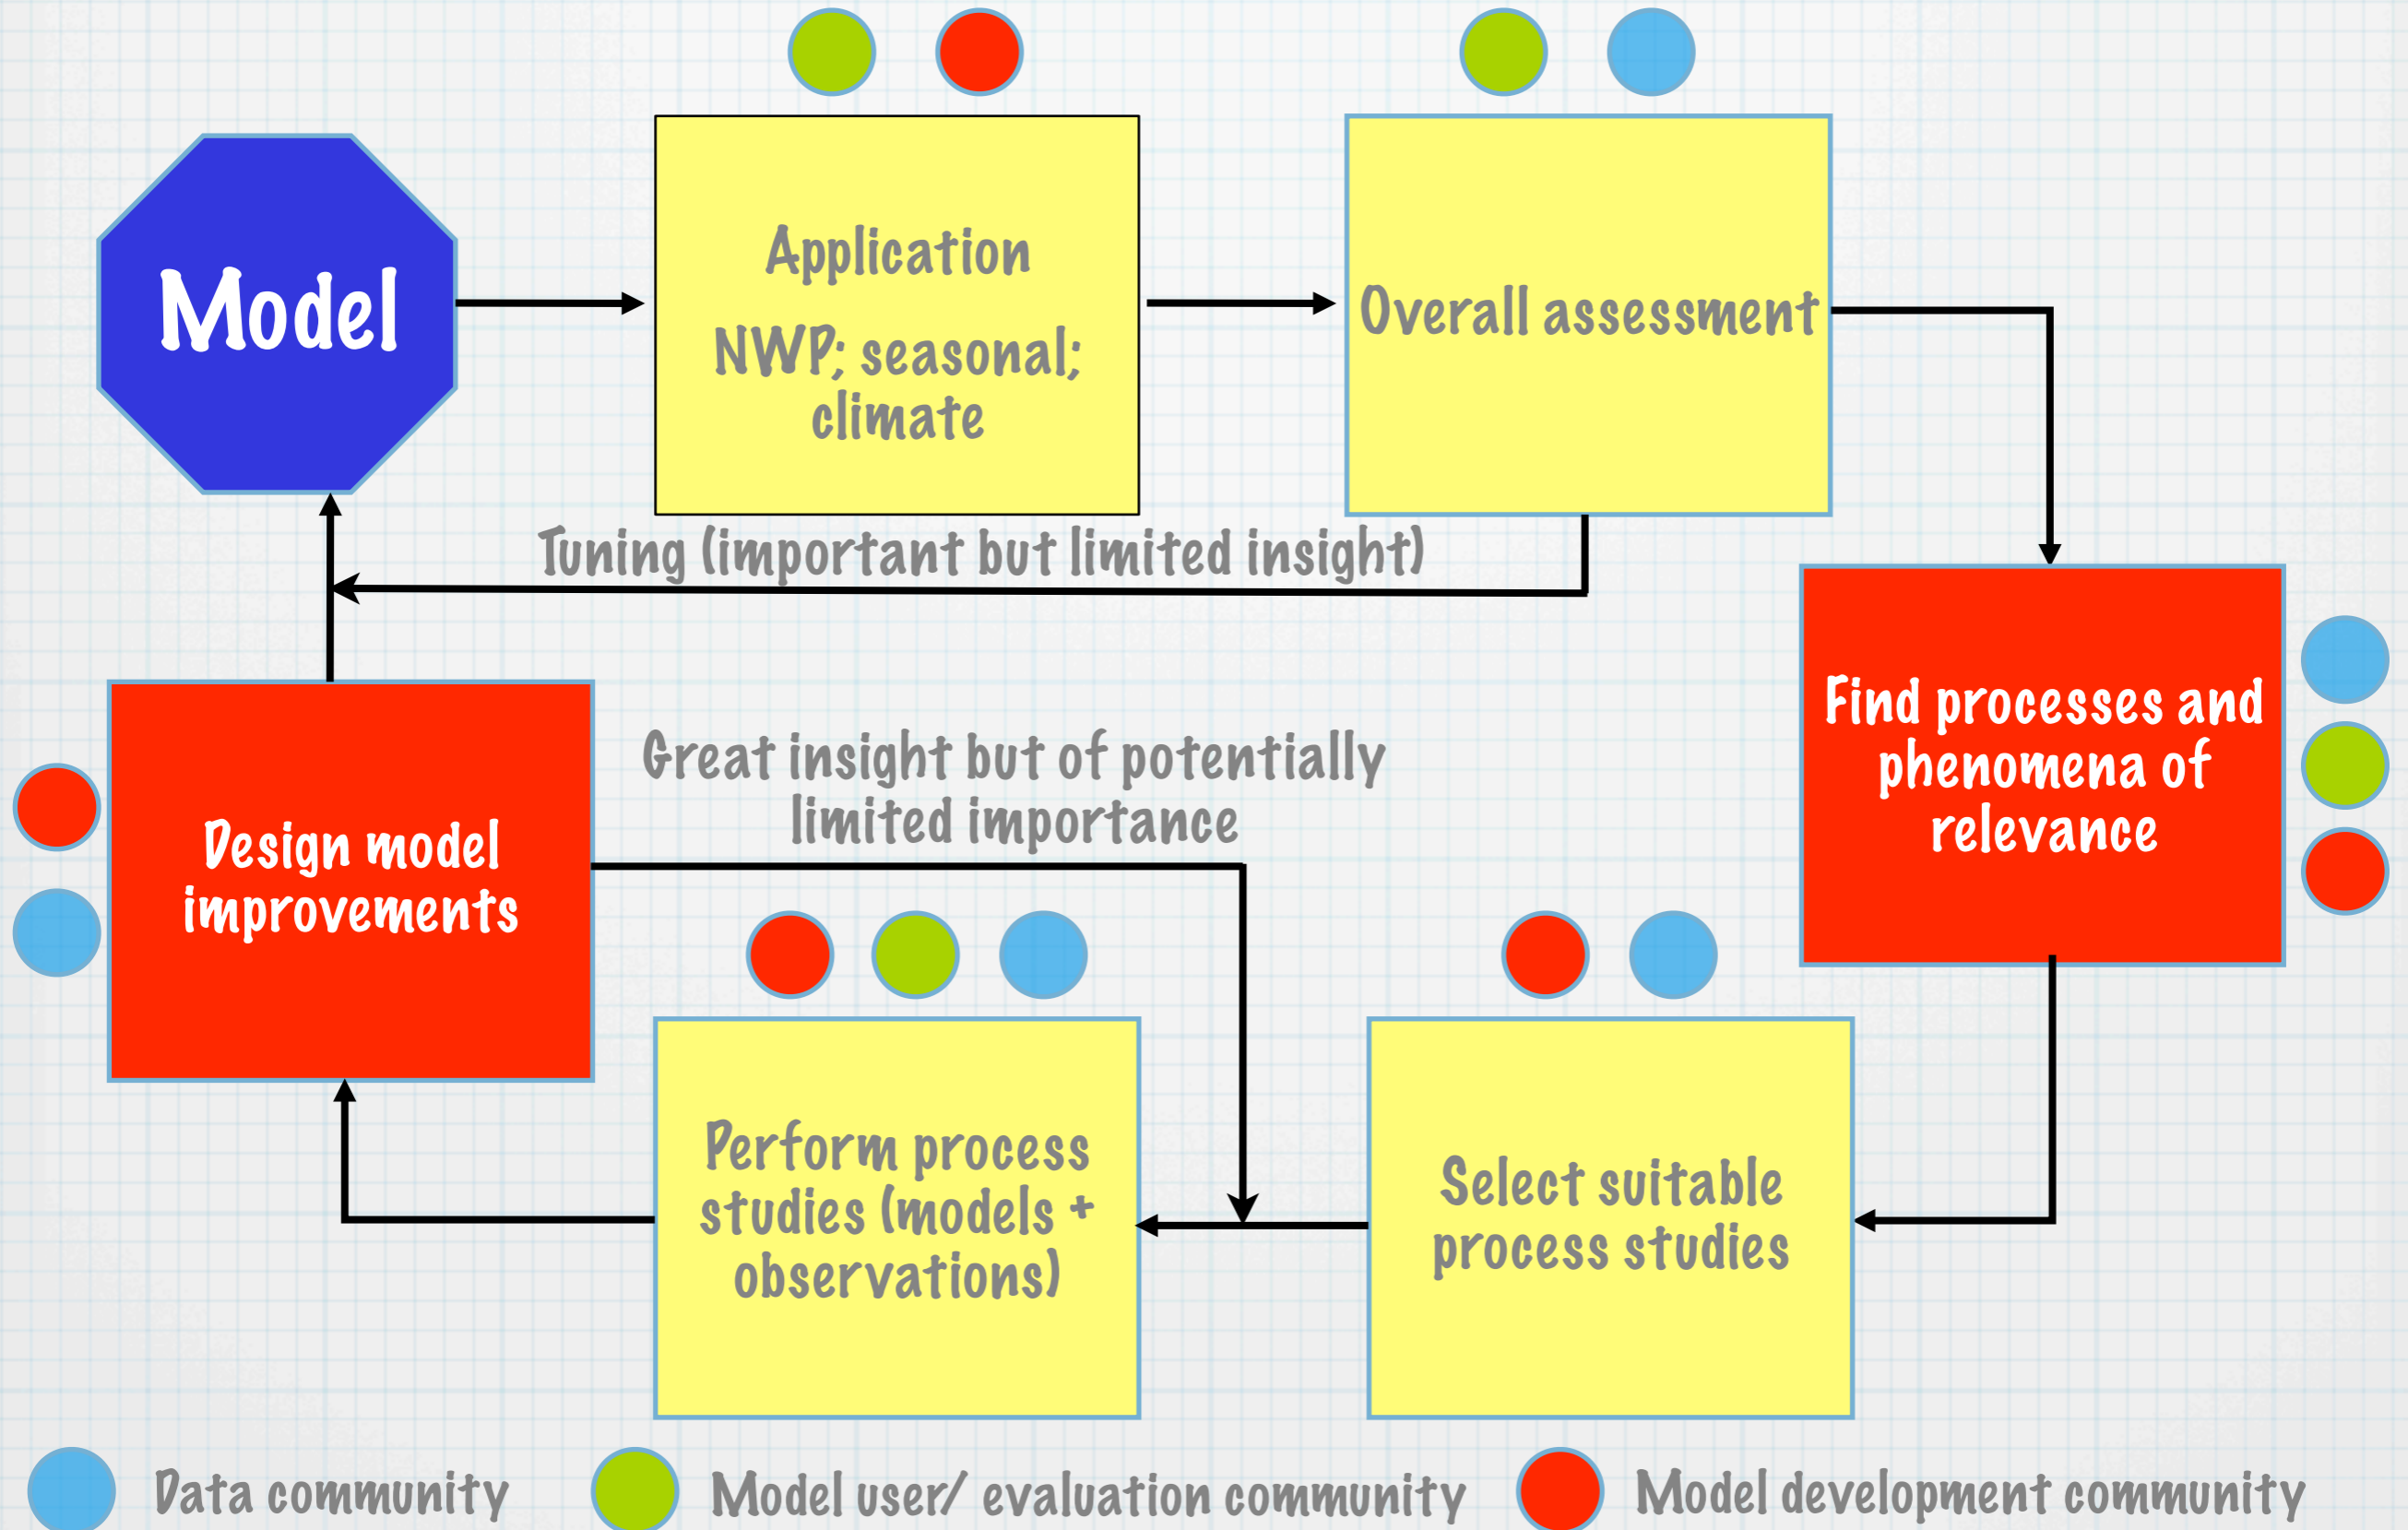 Model
Application
NWP; seasonal;
climate
Overall assessment
Tuning (important but limited insight)
Find processes and
phenomena of
relevance
Great insight but of potentially
limited importance
Design model
improvements
Perform process
studies (models +
observations)
Select suitable
process studies
Data community
Model user/ evaluation community
Model development community